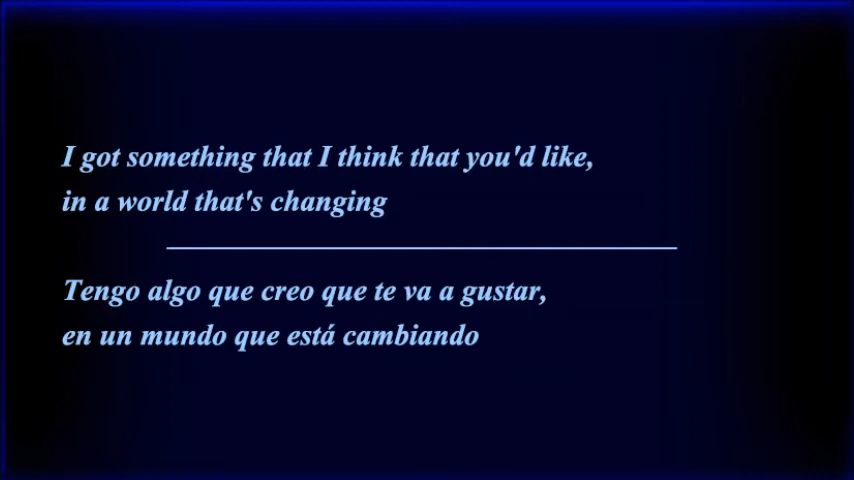 I got something that I think that you'd like,
in a world that's changing
Tengo algo que creo que te va a gustar,
en un mundo que está cambiando